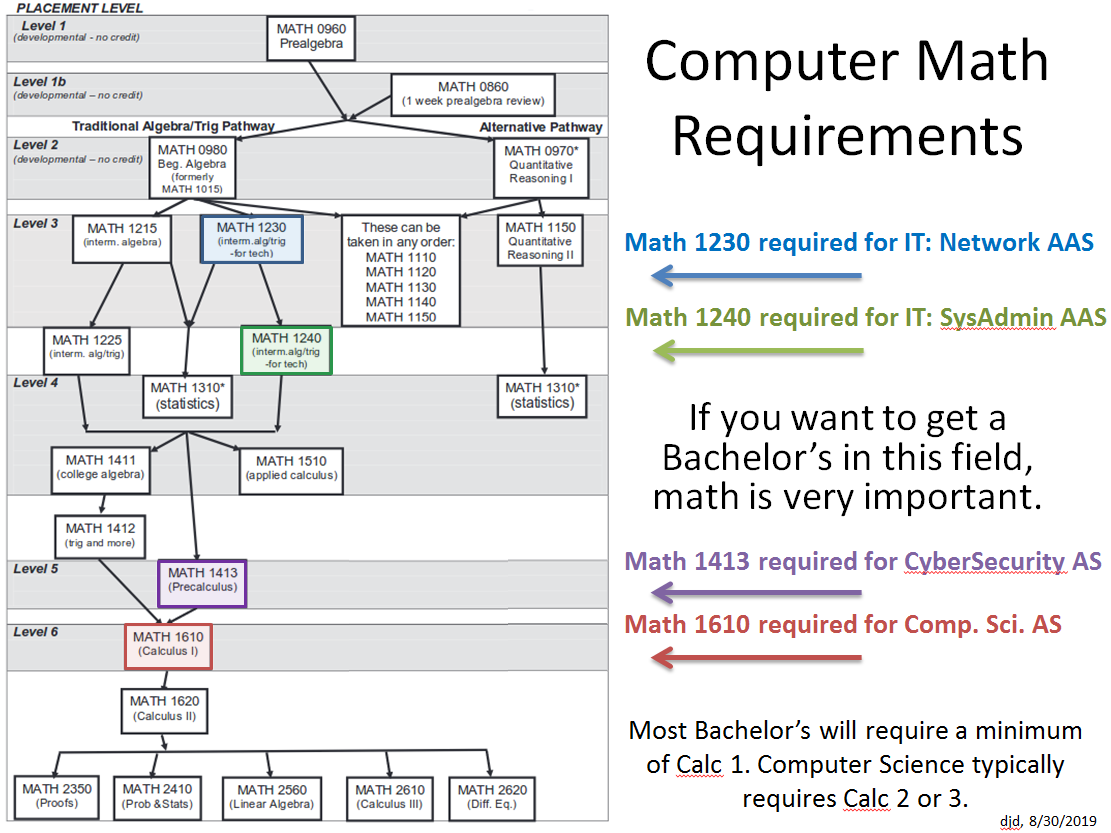 PLACEMENT LEVEL
Level 1
(developmental - no credit)
MATH 0960
Prealgebra
Level 1b
(developmental – no credit)
MATH 0860
(1 week prealgebra review)
Traditional Algebra/Trig Pathway
Alternative Pathway
Level 2
(developmental – no credit)
MATH 0980
Beg. Algebra
(formerly
MATH 1015)
MATH 0970*
Quantitative
Reasoning I
Level 3
MATH 1215
(interm. algebra)
MATH 1230
(interm.alg/trig
-for tech)
These can be
taken in any order:
MATH 1110
MATH 1120
MATH 1130
MATH 1140
MATH 1150
MATH 1150
Quantitative
Reasoning II
MATH 1225
(interm. alg/trig)
MATH 1240
(interm.alg/trig
-for tech)
Level 4
MATH 1310*
(statistics)
MATH 1310*
(statistics)
MATH 1411
(college algebra)
MATH 1510
(applied calculus)
MATH 1412
(trig and more)
Level 5
MATH 1413
(Precalculus)
Level 6
MATH 1610
(Calculus I)
MATH 1620
(Calculus II)
MATH 2350
(Proofs)
MATH 2410
(Prob &Stats)
MATH 2560
(Linear Algebra)
MATH 2610
(Calculus III)
MATH 2620
(Diff. Eq.)
Computer Math
Requirements
Math 1230 required for IT: Network AAS
Math 1240 required for IT: SysAdmin AAS
If you want to get a
Bachelor's in this field,
math is very important.
Math 1413 required for CyberSecurity AS
Math 1610 required for Comp. Sci. AS
Most Bachelor's will require a minimum
of Calc 1. Computer Science typically
requires Calc 2 or 3.
djd, 8/30/2019